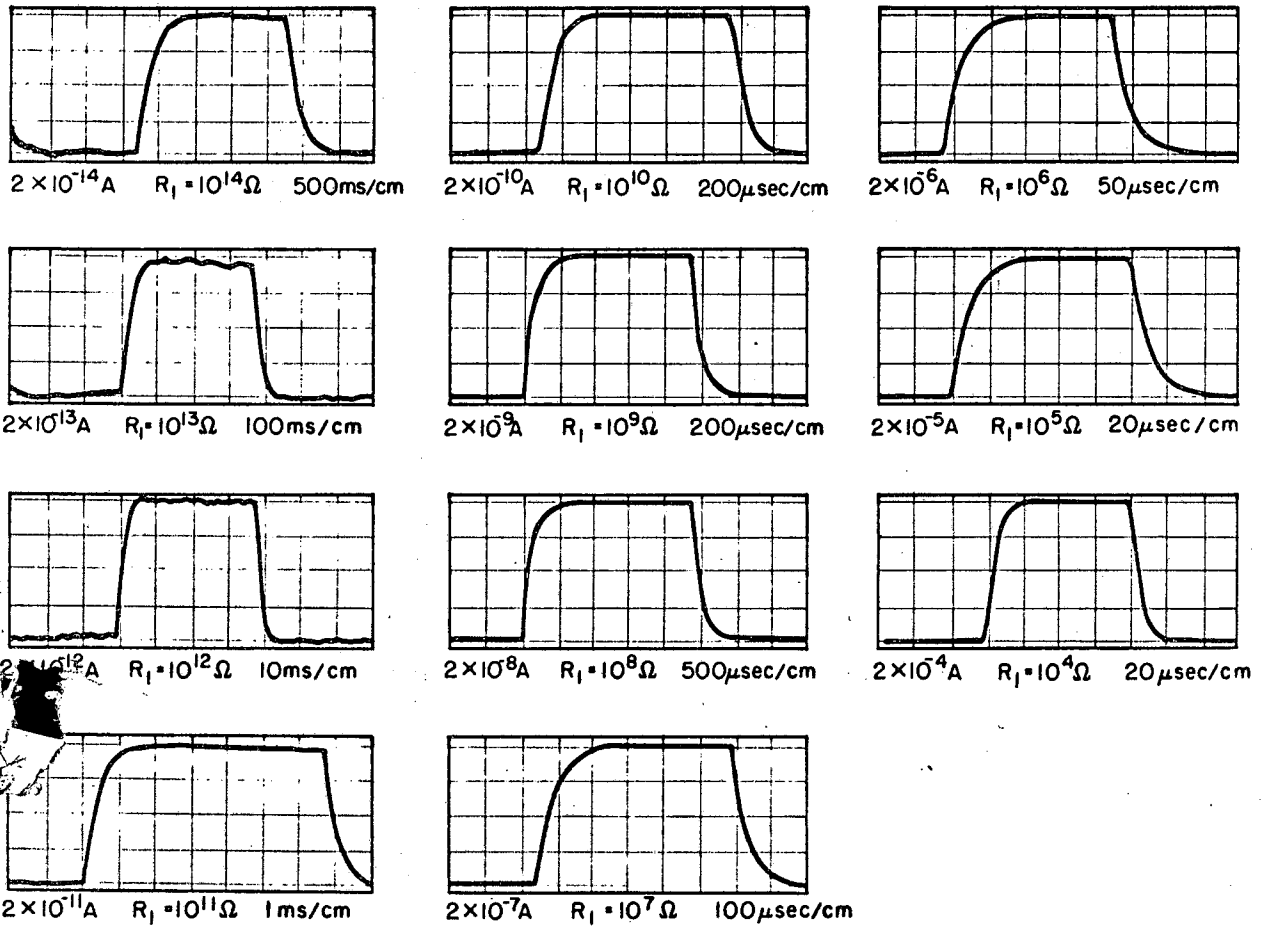 2×10⁻¹⁴A R₁=10¹⁴Ω 500ms/cm
2×10⁻¹⁰A R₁=10¹⁰Ω 200μsec/cm
2×10⁻⁶A R₁=10⁶Ω 50μsec/cm
2×10⁻¹³A R₁=10¹³Ω 100ms/cm
2×10⁻⁹A R₁=10⁹Ω 200μsec/cm
2×10⁻⁵A R₁=10⁵Ω 20μsec/cm
2×10⁻¹²A R₁=10¹²Ω 10ms/cm
2×10⁻⁸A R₁=10⁸Ω 500μsec/cm
2×10⁻⁴A R₁=10⁴Ω 20μsec/cm
2×10⁻¹¹A R₁=10¹¹Ω 1ms/cm
2×10⁻⁷A R₁=10⁷Ω 100μsec/cm